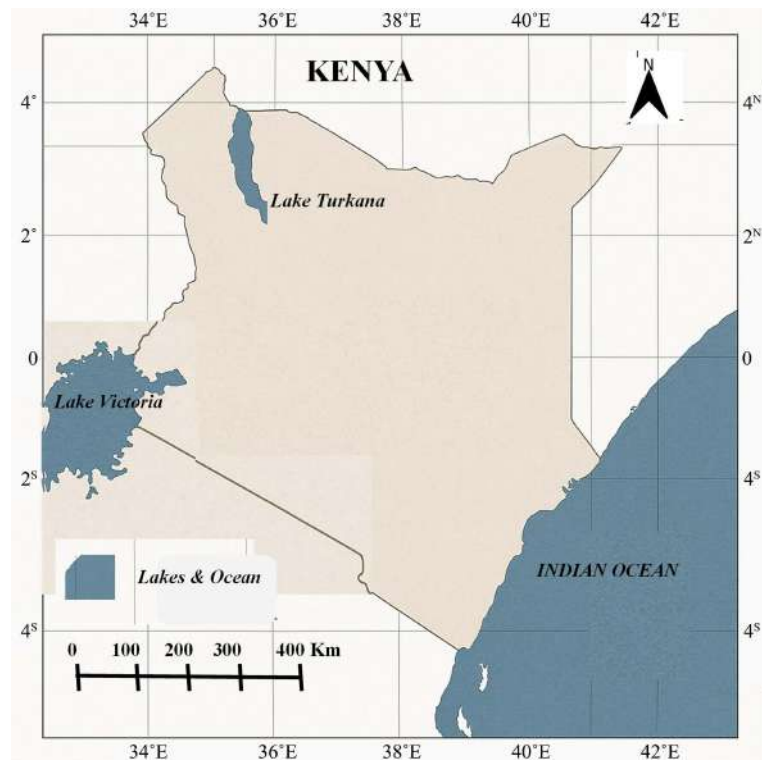 34°E 36°E 38°E 40°E 42°E
KENYA
N
4° 4N
Lake Turkana
2° 2N
0 0
Lake Victoria
2S 4S
Lakes & Ocean
INDIAN OCEAN
4S 4S
0 100 200 300 400 Km
34°E 36°E 38°E 40°E 42°E